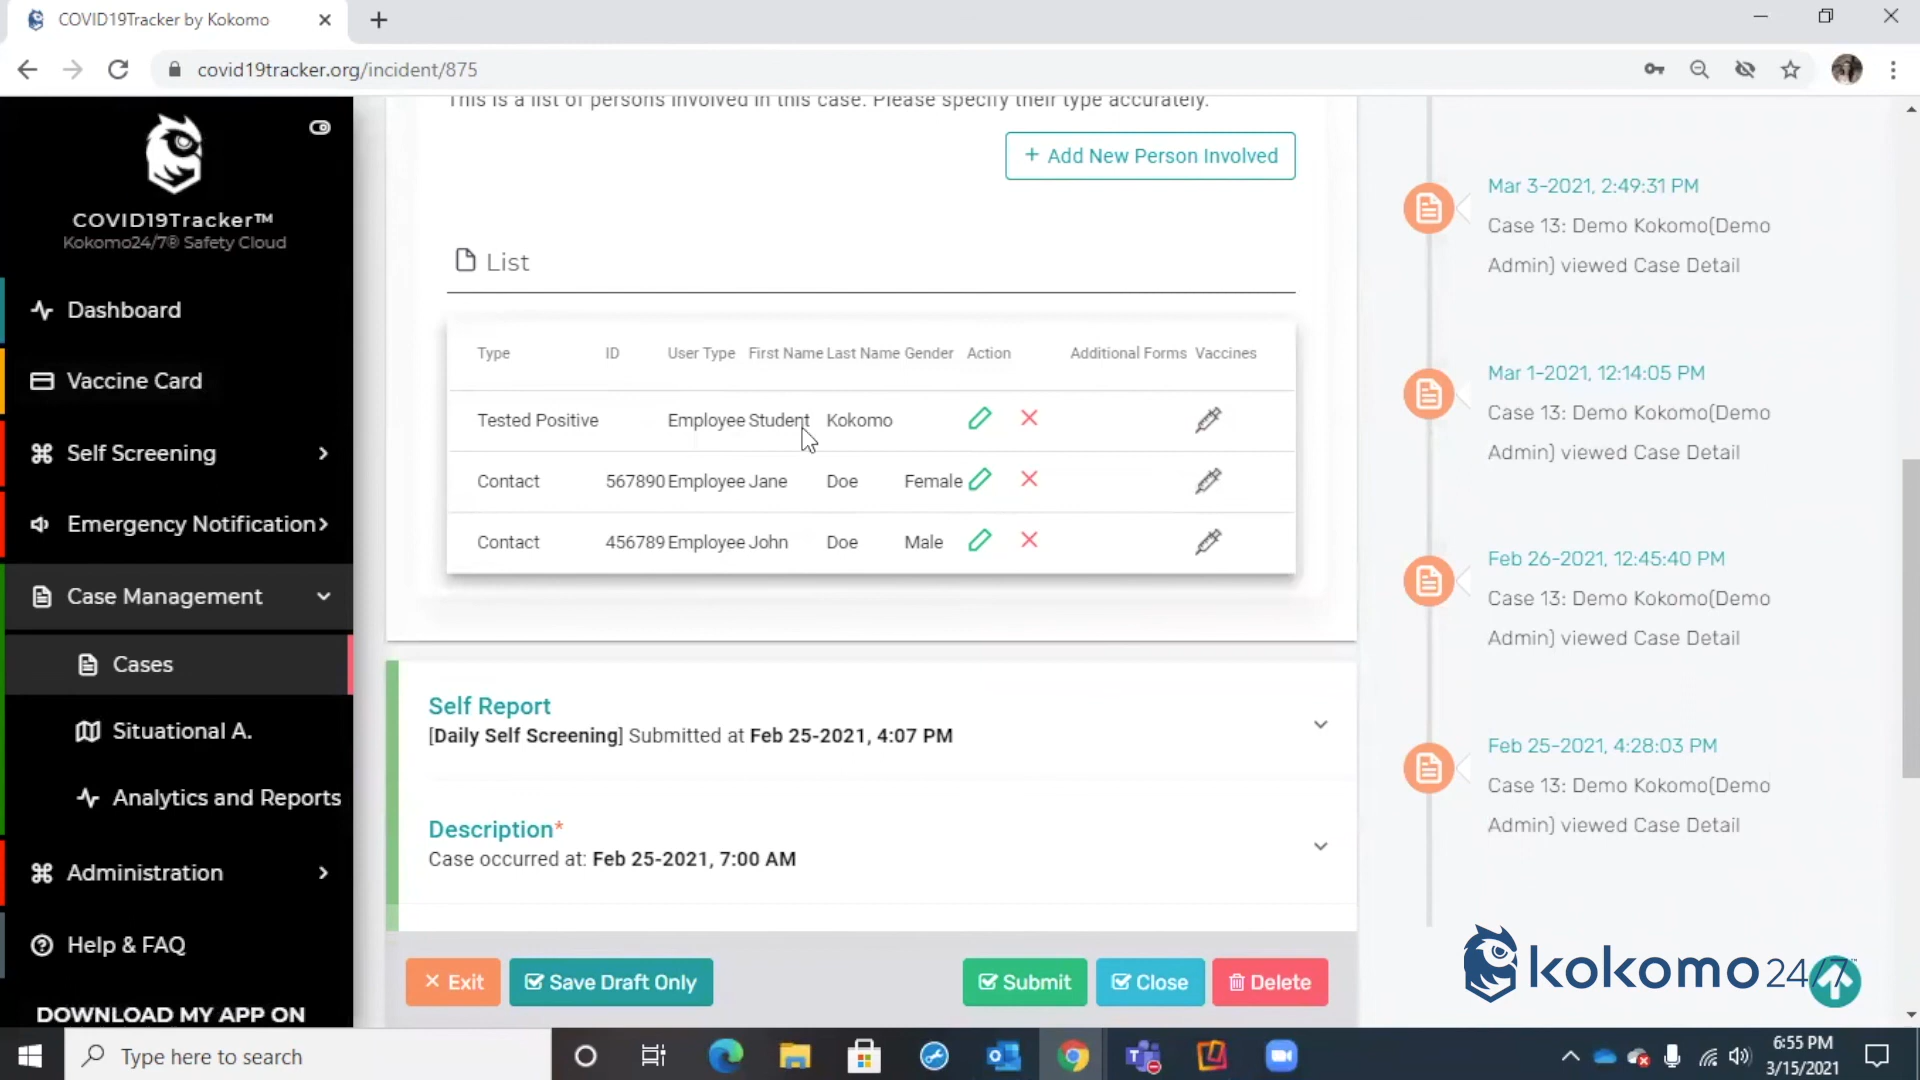 COVID19Tracker by Kokomo
covid19tracker.org/incident/875
COVID19Tracker™
Kokomo24/7® Safety Cloud
Dashboard
Vaccine Card
Self Screening
Emergency Notification
Case Management
Cases
Situational A.
Analytics and Reports
Administration
Help & FAQ
DOWNLOAD MY APP ON
This is a list of persons involved in this case. Please specify their type accurately.
+ Add New Person Involved
List
Type ID User Type First Name Last Name Gender Action Additional Forms Vaccines
Tested Positive Employee Student Kokomo
Contact 567890 Employee Jane Doe Female
Contact 456789 Employee John Doe Male
Self Report
[Daily Self Screening] Submitted at Feb 25-2021, 4:07 PM
Description*
Case occurred at: Feb 25-2021, 7:00 AM
Exit
Save Draft Only
Submit
Close
Delete
Mar 3-2021, 2:49:31 PM
Case 13: Demo Kokomo(Demo
Admin) viewed Case Detail
Mar 1-2021, 12:14:05 PM
Case 13: Demo Kokomo(Demo
Admin) viewed Case Detail
Feb 26-2021, 12:45:40 PM
Case 13: Demo Kokomo(Demo
Admin) viewed Case Detail
Feb 25-2021, 4:28:03 PM
Case 13: Demo Kokomo(Demo
Admin) viewed Case Detail
kokomo 24/7
Type here to search
6:55 PM
3/15/2021